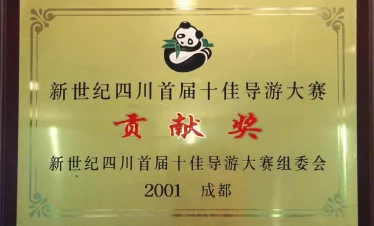 新世纪四川首届十佳导游大赛
贡献奖
新世纪四川首届十佳导游大赛组委会
2001 成都